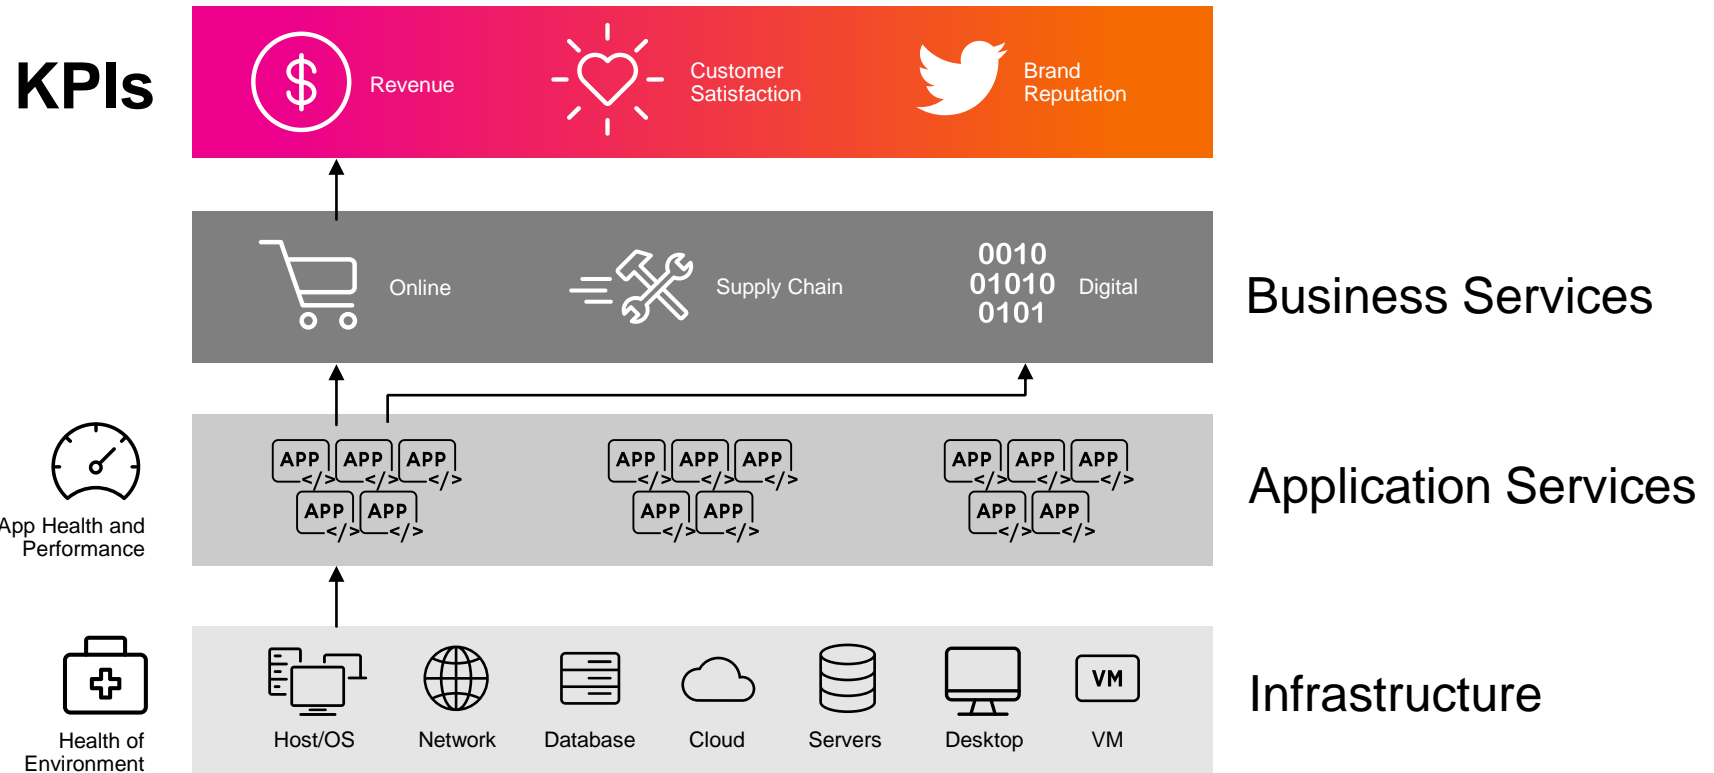 KPIs
$
Revenue
Customer
Satisfaction
Brand
Reputation
Online
Supply Chain
0010
01010
0101
Digital
Business Services
App Health and
Performance
APP APP APP
</> </> </>
APP APP
</> </>
APP APP APP
</> </> </>
APP APP
</> </>
APP APP APP
</> </> </>
APP APP
</> </>
Application Services
Health of
Environment
Host/OS
Network
Database
Cloud
Servers
Desktop
VM
VM
Infrastructure